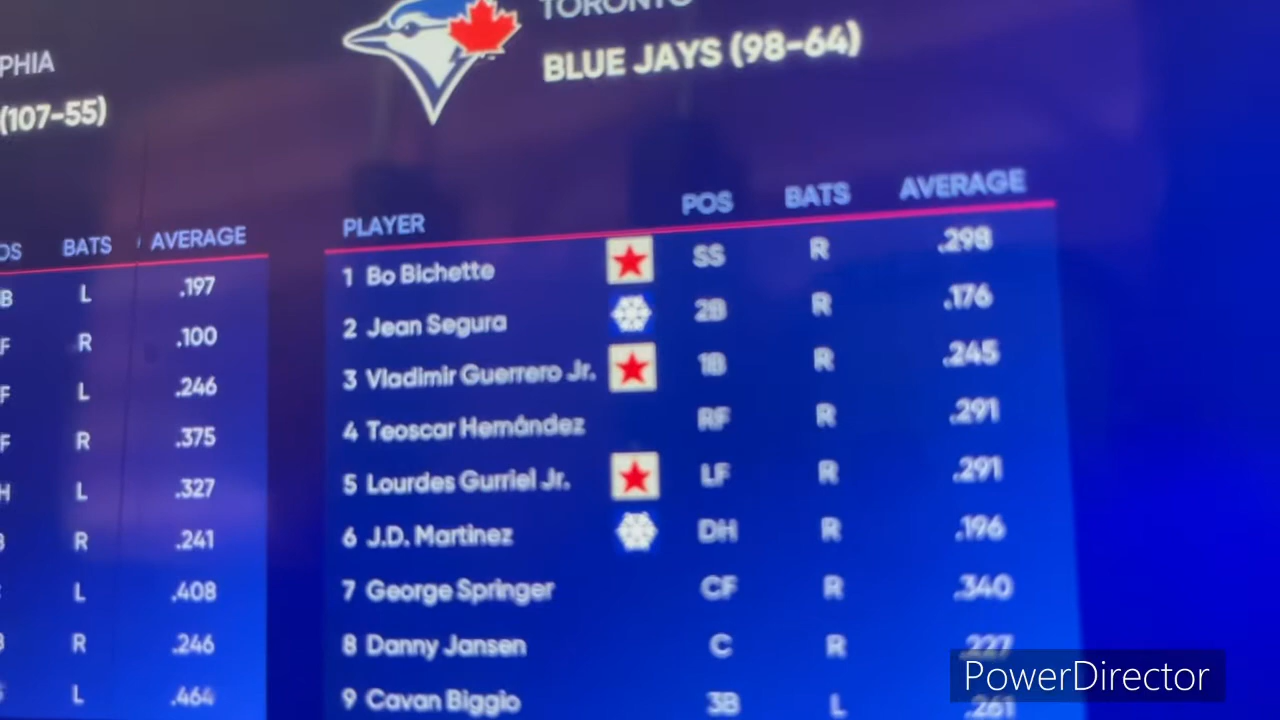 TORONTO
BLUE JAYS (98-64)
PHIA
(107-55)
BATS AVERAGE
L .197
R .100
L .246
R .375
L .327
R .241
L .408
R .246
L .464
PLAYER POS BATS AVERAGE
1 Bo Bichette SS R .298
2 Jean Segura 2B R .176
3 Vladimir Guerrero Jr. 1B R .245
4 Teoscar Hernández RF R .291
5 Lourdes Gurriel Jr. LF R .291
6 J.D. Martinez DH R .196
7 George Springer CF R .340
8 Danny Jansen C R .227
9 Cavan Biggio 3B L .261
PowerDirector